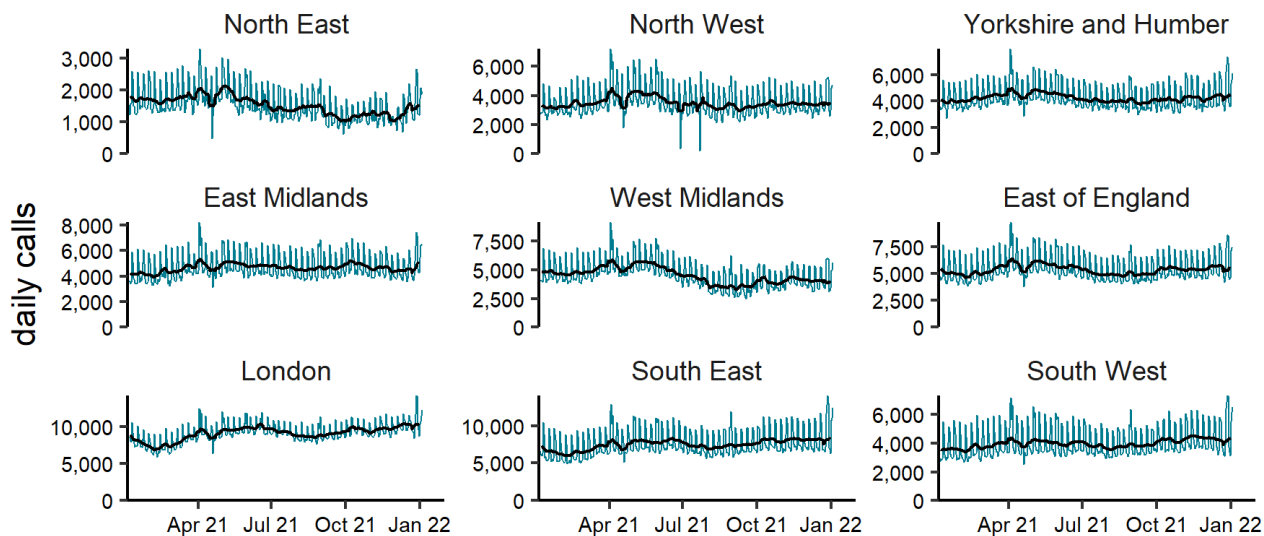 North East
North West
Yorkshire and Humber
3,000
2,000
1,000
0
6,000
4,000
2,000
0
6,000
4,000
2,000
0
East Midlands
West Midlands
East of England
8,000
6,000
4,000
2,000
0
7,500
5,000
2,500
0
7,500
5,000
2,500
0
daily calls
London
South East
South West
10,000
5,000
0
10,000
5,000
0
6,000
4,000
2,000
0
Apr 21 Jul 21 Oct 21 Jan 22
Apr 21 Jul 21 Oct 21 Jan 22
Apr 21 Jul 21 Oct 21 Jan 22